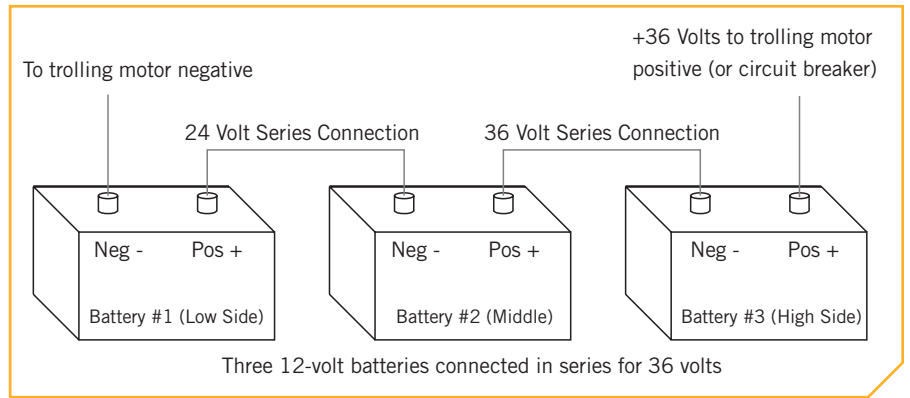 +36 Volts to trolling motor
positive (or circuit breaker)
To trolling motor negative
24 Volt Series Connection
36 Volt Series Connection
Neg -
Pos +
Neg -
Pos +
Neg -
Pos +
Battery #1 (Low Side)
Battery #2 (Middle)
Battery #3 (High Side)
Three 12-volt batteries connected in series for 36 volts